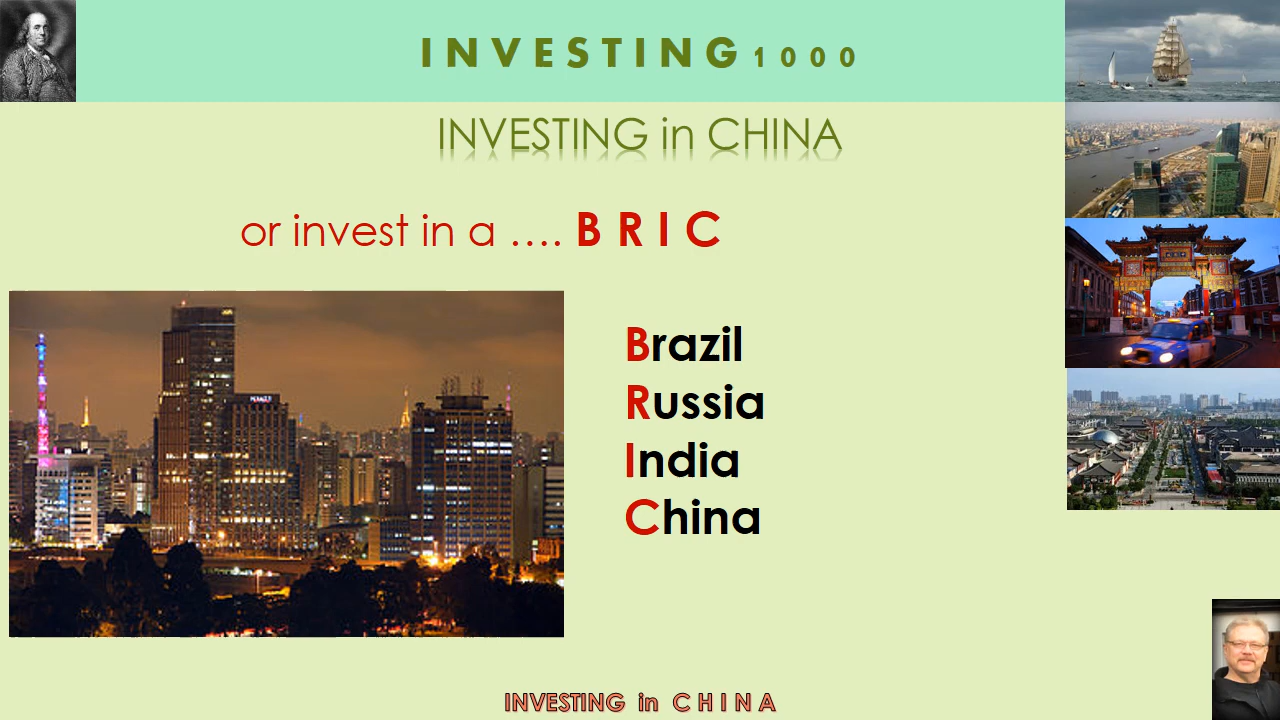 INVESTING1000
INVESTING in CHINA
or invest in a .... B R I C
Brazil
Russia
India
China
INVESTING in C H I N A